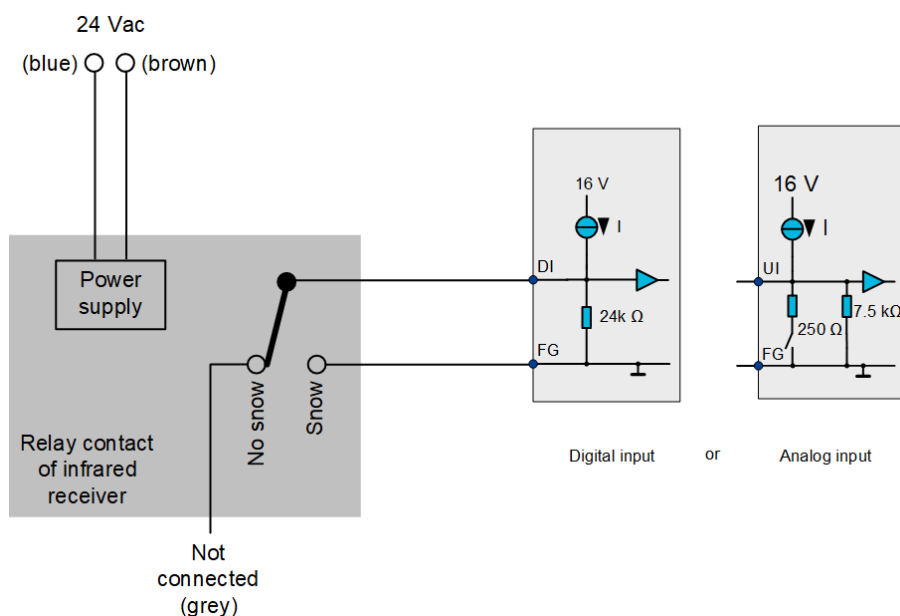 24 Vac
(blue)
(brown)
16 V
I
DI
24k Ω
FG
16 V
I
UI
250 Ω
7.5 kΩ
FG
Power
supply
No snow
Snow
Relay contact
of infrared
receiver
Digital input
or
Analog input
Not
connected
(grey)